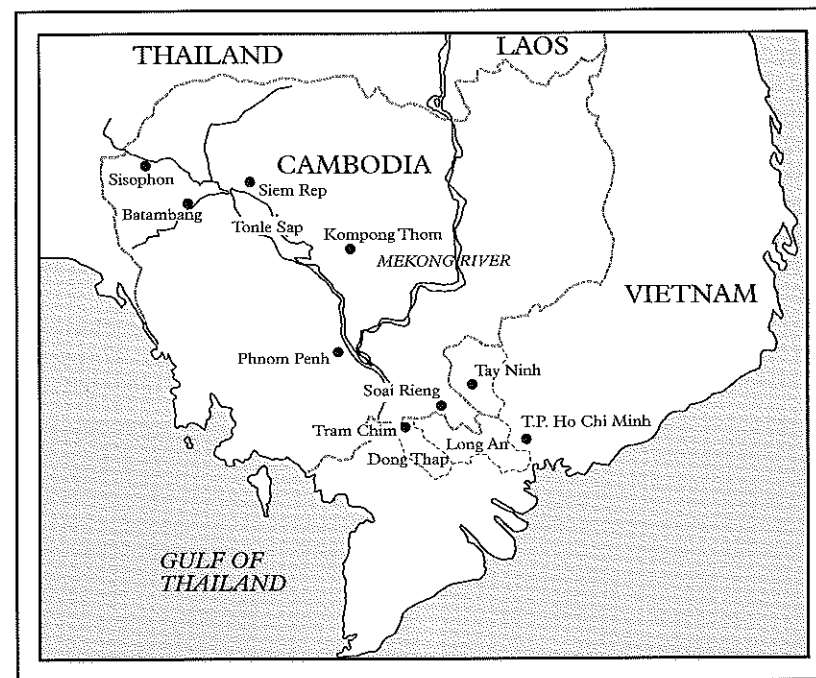 THAILAND
LAOS
CAMBODIA
Sisophon
Siem Rep
Batambang
Tonle Sap
Kompong Thom
MEKONG RIVER
VIETNAM
Phnom Penh
Tay Ninh
Soai Rieng
T.P. Ho Chi Minh
Tram Chim
Long An
Dong Thap
GULF OF
THAILAND